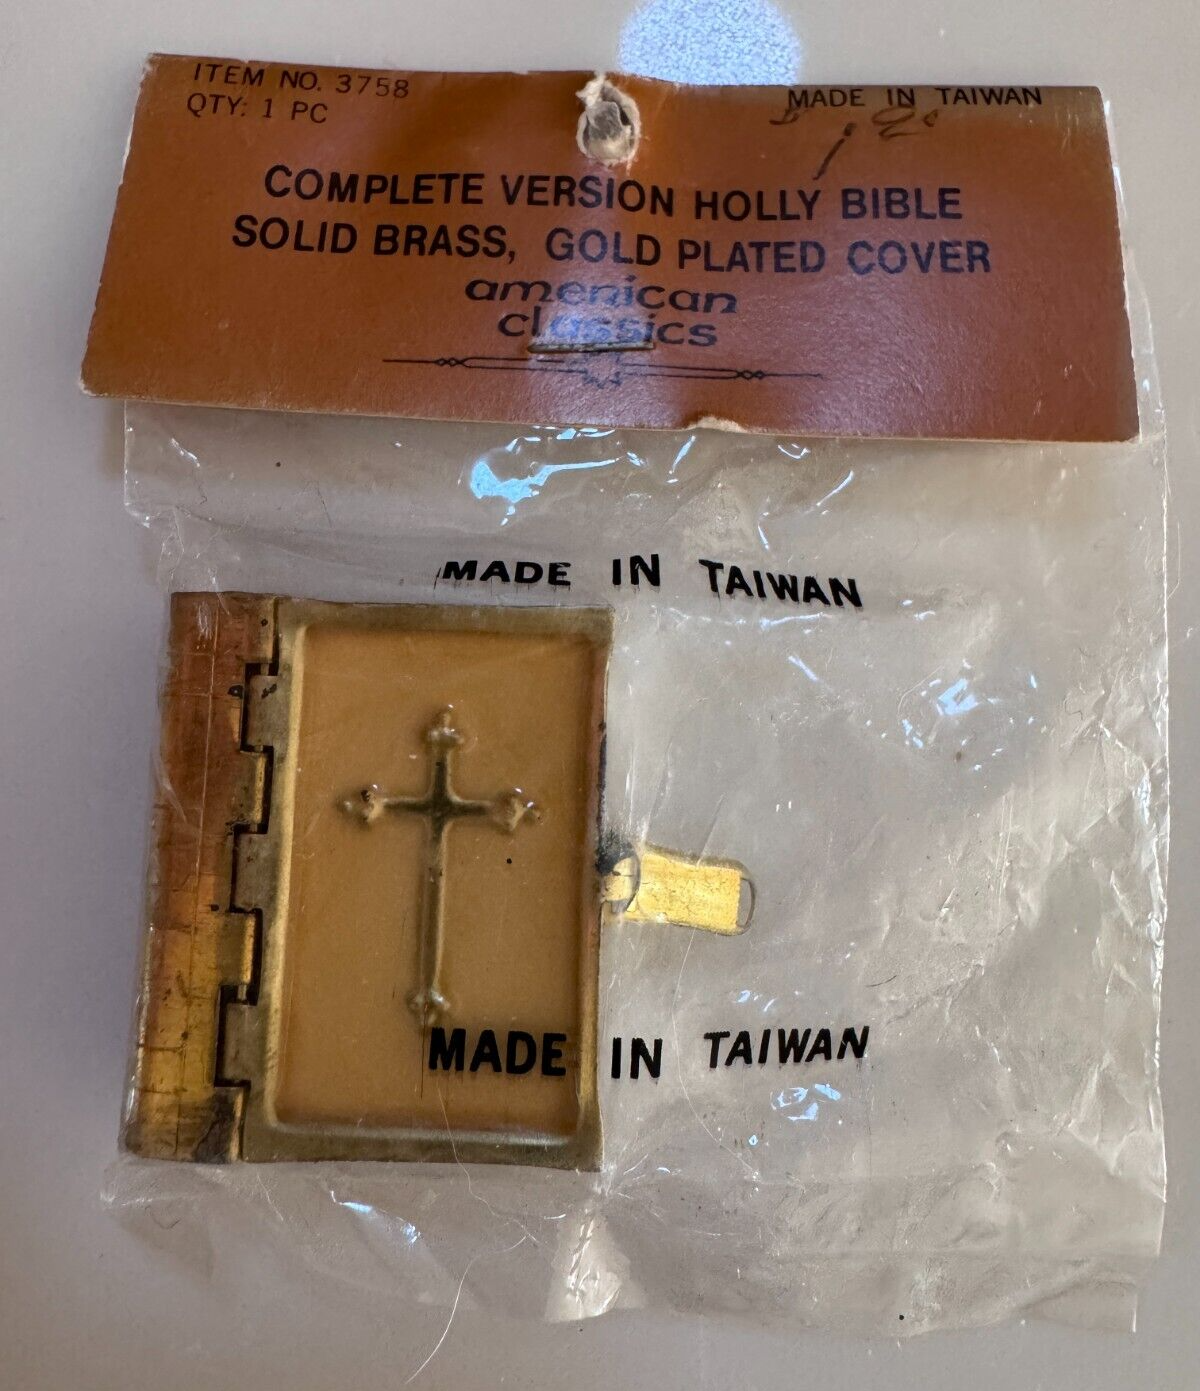 ITEM NO. 3758
QTY: 1 PC
MADE IN TAIWAN
COMPLETE VERSION HOLLY BIBLE
SOLID BRASS, GOLD PLATED COVER
american
classics
MADE IN TAIWAN
MADE IN TAIWAN